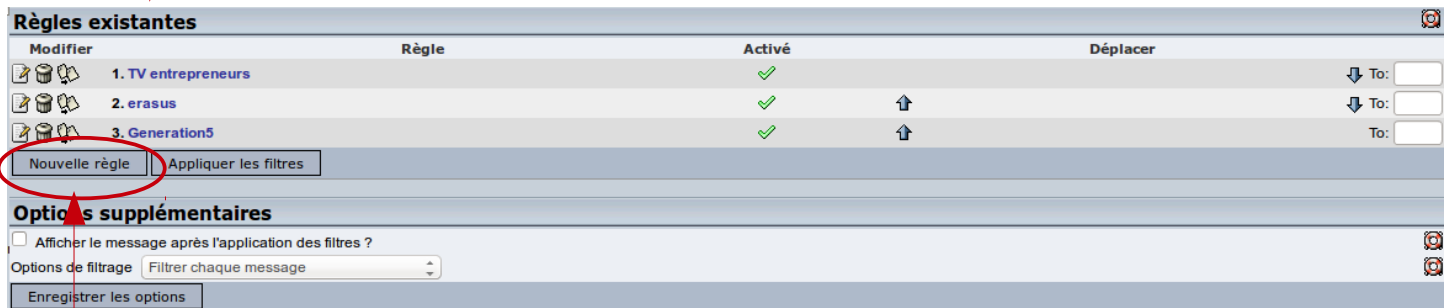 Règles existantes
Modifier Règle Activé Déplacer
1. TV entrepreneurs To:
2. erasus To:
3. Generation5 To:
Nouvelle règle Appliquer les filtres
Options supplémentaires
Afficher le message après l'application des filtres ?
Options de filtrage Filtrer chaque message
Enregistrer les options